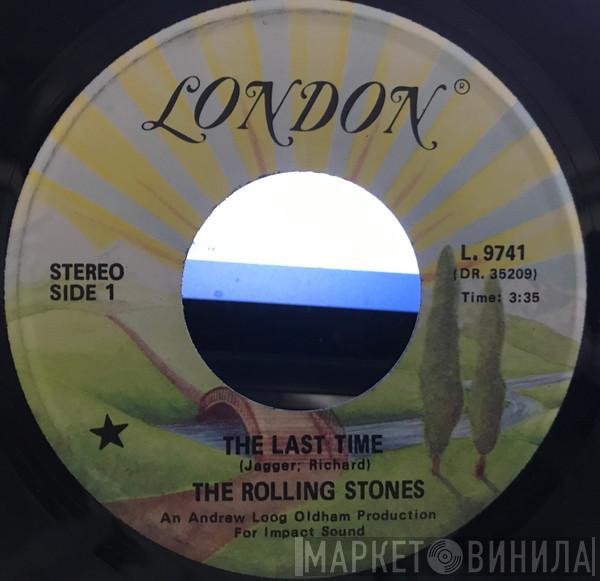 LONDON®
STEREO
SIDE 1
L. 9741
(DR. 35209)
Time: 3:35
THE LAST TIME
(Jagger; Richard)
THE ROLLING STONES
An Andrew Loog Oldham Production
For Impact Sound
МАРКЕТ ВИНИЛА